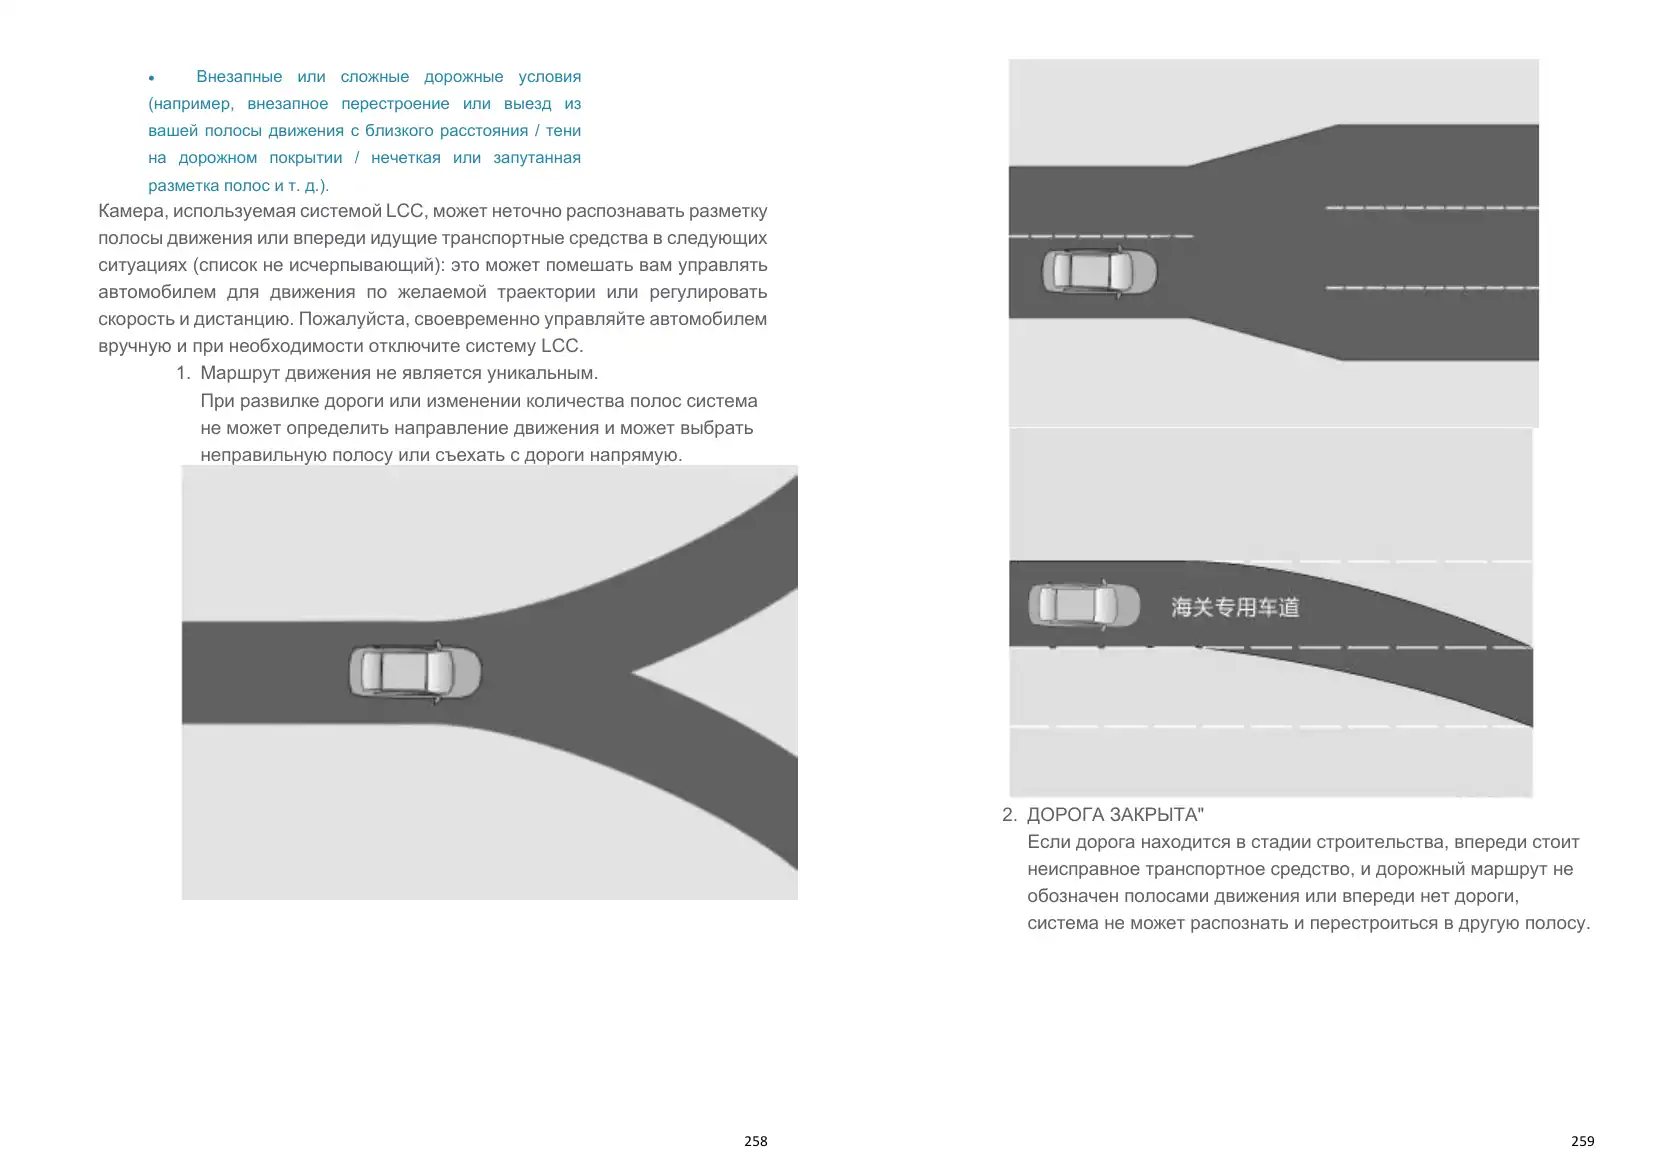 • Внезапные или сложные дорожные условия
(например, внезапное перестроение или выезд из
вашей полосы движения с близкого расстояния / тени
на дорожном покрытии / нечеткая или запутанная
разметка полос и т. д.).
Камера, используемая системой LCC, может неточно распознавать разметку
полосы движения или впереди идущие транспортные средства в следующих
ситуациях (список не исчерпывающий): это может помешать вам управлять
автомобилем для движения по желаемой траектории или регулировать
скорость и дистанцию. Пожалуйста, своевременно управляйте автомобилем
вручную и при необходимости отключите систему LCC.
1. Маршрут движения не является уникальным.
При развилке дороги или изменении количества полос система
не может определить направление движения и может выбрать
неправильную полосу или съехать с дороги напрямую.
258
海关专用车道
2. ДОРОГА ЗАКРЫТА"
Если дорога находится в стадии строительства, впереди стоит
неисправное транспортное средство, и дорожный маршрут не
обозначен полосами движения или впереди нет дороги,
система не может распознать и перестроиться в другую полосу.
259